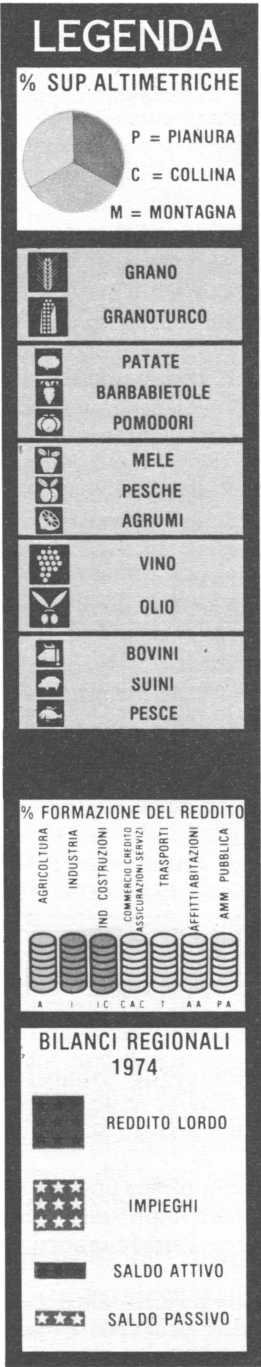 LEGENDA
% SUP. ALTIMETRICHE
P = PIANURA
C = COLLINA
M = MONTAGNA
GRANO
GRANOTURCO
PATATE
BARBABIETOLE
POMODORI
MELE
PESCHE
AGRUMI
VINO
OLIO
BOVINI
SUINI
PESCE
% FORMAZIONE DEL REDDITO
AGRICOLTURA
INDUSTRIA
IND COSTRUZIONI
COMMERCIO CREDITO
ASSICURAZIONI SERVIZI
TRASPORTI
AFFITTI ABITAZIONI
AMM PUBBLICA
A I IC CAC T AA PA
BILANCI REGIONALI
1974
REDDITO LORDO
IMPIEGHI
SALDO ATTIVO
SALDO PASSIVO